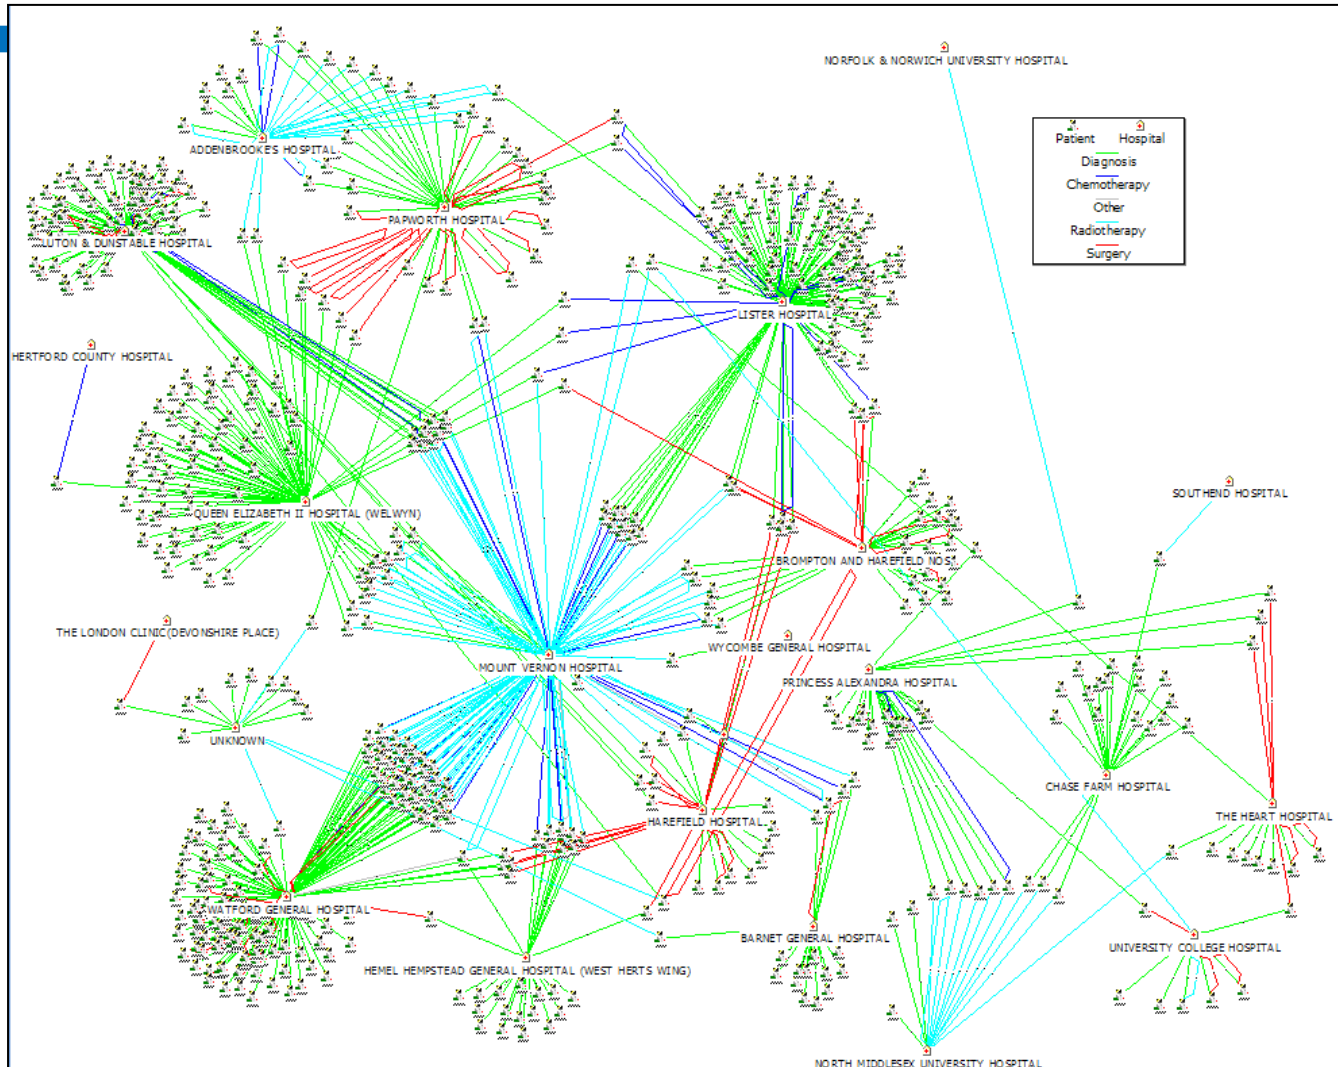 NORFOLK & NORWICH UNIVERSITY HOSPITAL
Patient Hospital
Diagnosis
Chemotherapy
Other
Radiotherapy
Surgery
ADDENBROOKE'S HOSPITAL
PAPWORTH HOSPITAL
LUTON & DUNSTABLE HOSPITAL
LISTER HOSPITAL
HERTFORD COUNTY HOSPITAL
SOUTHEND HOSPITAL
QUEEN ELIZABETH II HOSPITAL (WELWYN)
BROMPTON AND HAREFIELD NOS
THE LONDON CLINIC(DEVONSHIRE PLACE)
WYCOMBE GENERAL HOSPITAL
MOUNT VERNON HOSPITAL
PRINCESS ALEXANDRA HOSPITAL
UNKNOWN
CHASE FARM HOSPITAL
HAREFIELD HOSPITAL
THE HEART HOSPITAL
WATFORD GENERAL HOSPITAL
BARNET GENERAL HOSPITAL
UNIVERSITY COLLEGE HOSPITAL
HEMEL HEMPSTEAD GENERAL HOSPITAL (WEST HERTS WING)
NORTH MIDDLESEX UNIVERSITY HOSPITAL